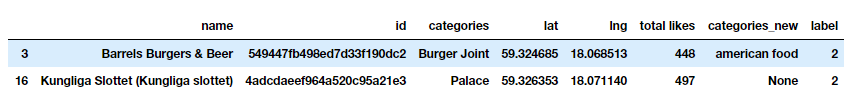 name id categories lat lng total likes categories_new label
3 Barrels Burgers & Beer 549447fb498ed7d33f190dc2 Burger Joint 59.324685 18.068513 448 american food 2
16 Kungliga Slottet (Kungliga slottet) 4adcdaeef964a520c95a21e3 Palace 59.326353 18.071140 497 None 2